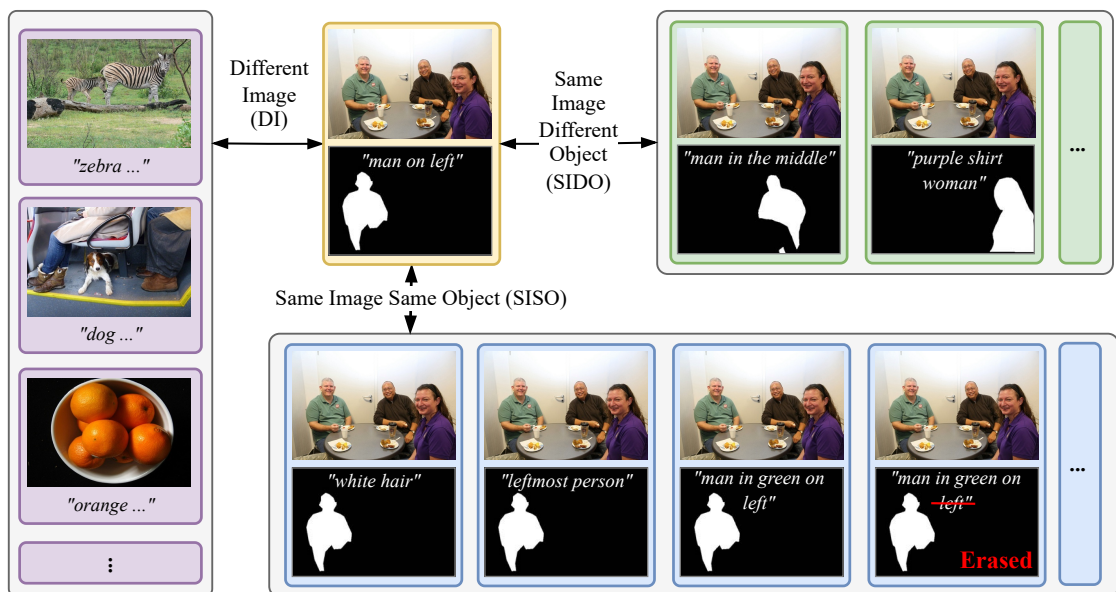 "zebra ..."
"dog ..."
"orange ..."
...
Different
Image
(DI)
"man on left"
Same
Image
Different
Object
(SIDO)
"man in the middle"
"purple shirt
woman"
...
Same Image Same Object (SISO)
"white hair"
"leftmost person"
"man in green on
left"
"man in green on
left"
Erased
...